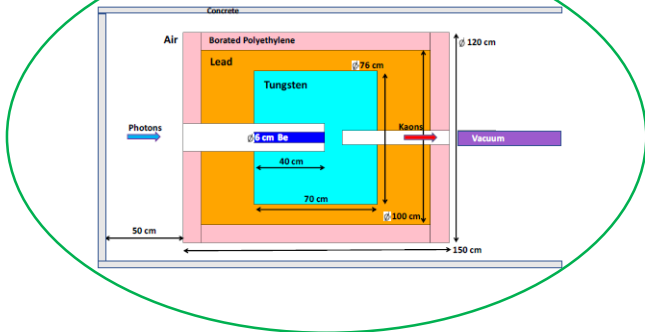 Concrete
Air
Borated Polyethylene
Ø 120 cm
Lead
Ø76 cm
Tungsten
Photons
Kaons
Ø6 cm Be
Vacuum
40 cm
70 cm
Ø100 cm
50 cm
150 cm